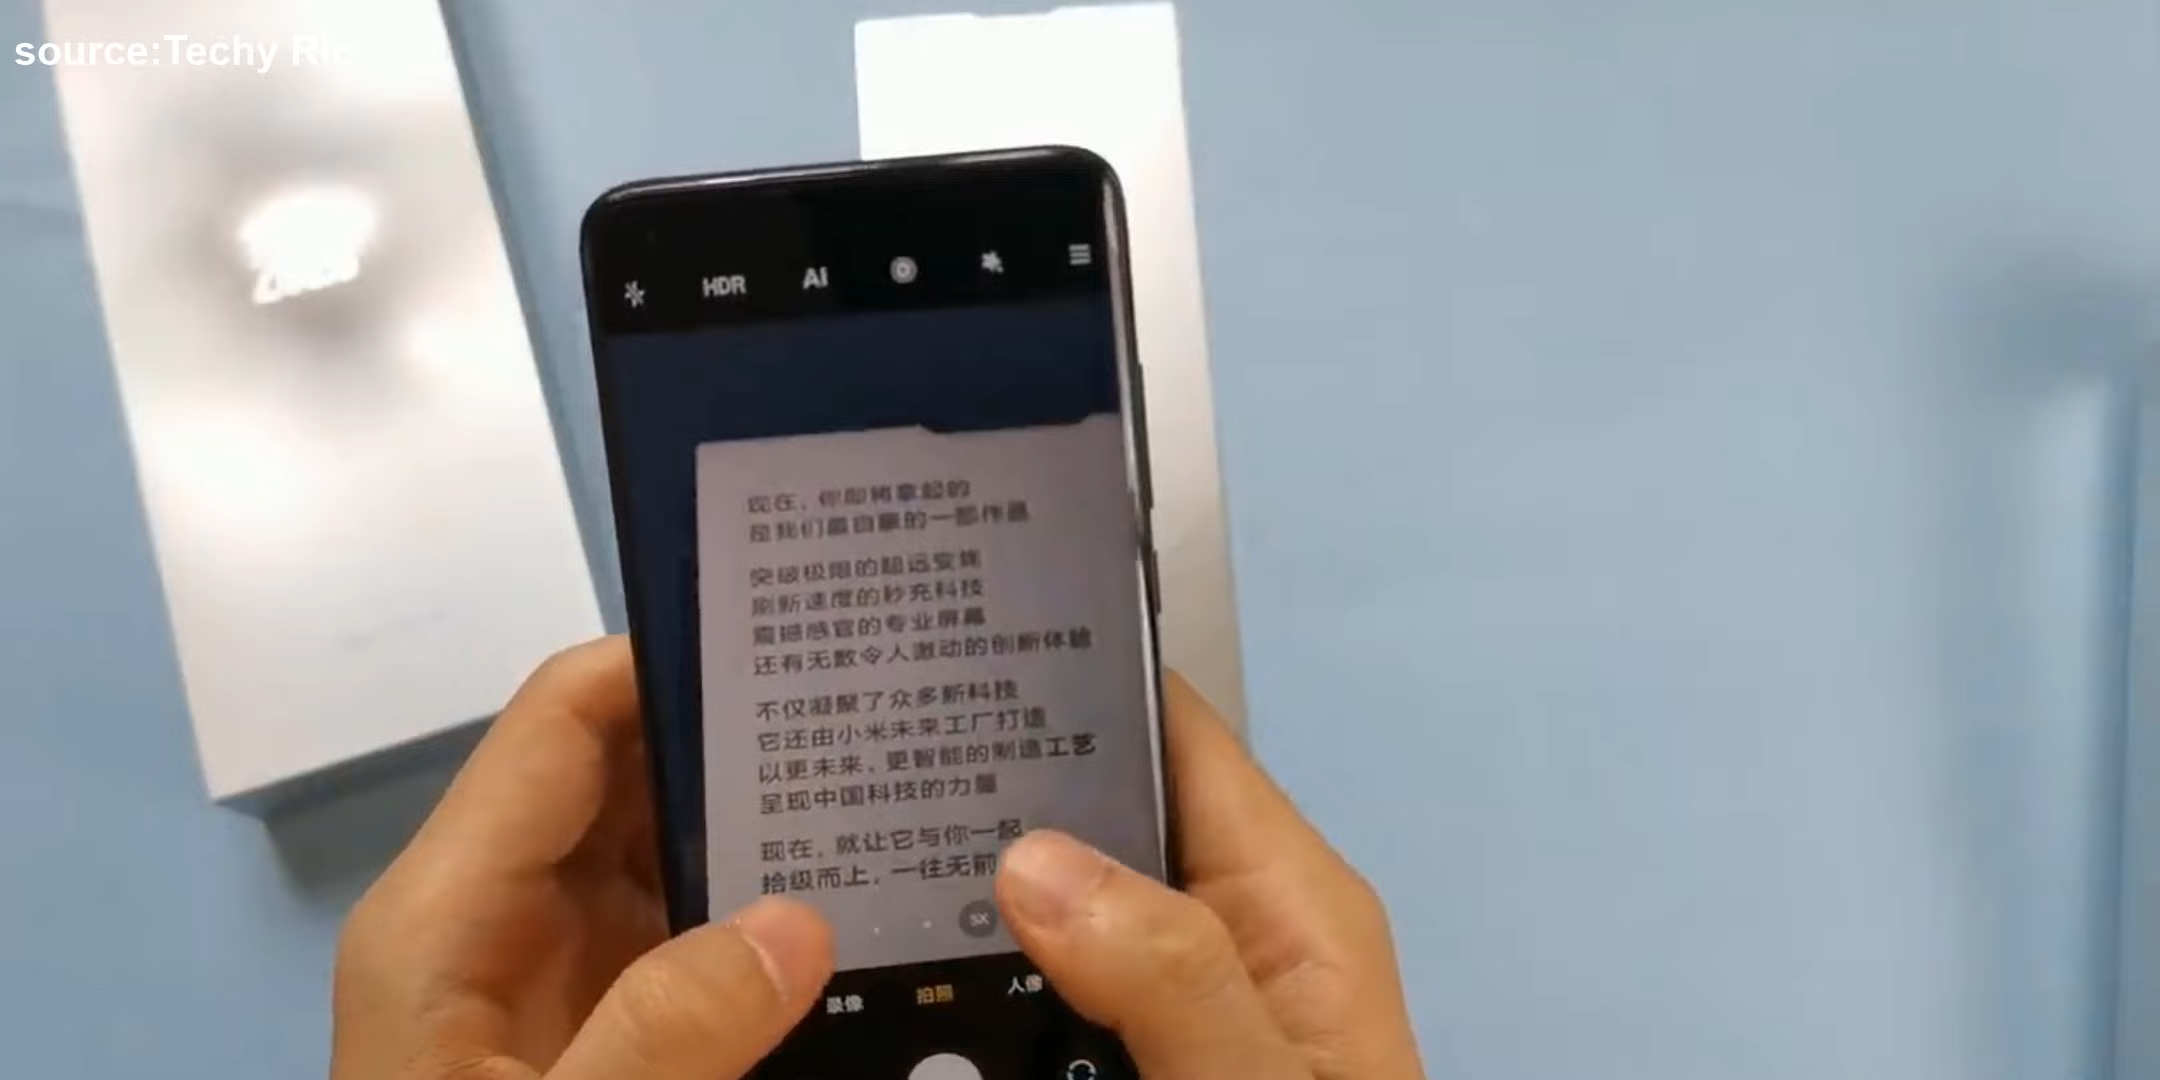 source:Techy Ric
HDR
AI
现在，你即将拿起的
是我们最自豪的一部作品
突破极限的超远变焦
刷新速度的秒充科技
震撼感官的专业屏幕
还有无数令人激动的创新体验
不仅凝聚了众多新科技
它还由小米未来工厂打造
以更未来，更智能的制造工艺
呈现中国科技的力量
现在，就让它与你一起
拾级而上，一往无前
5X
录像 拍照 人像